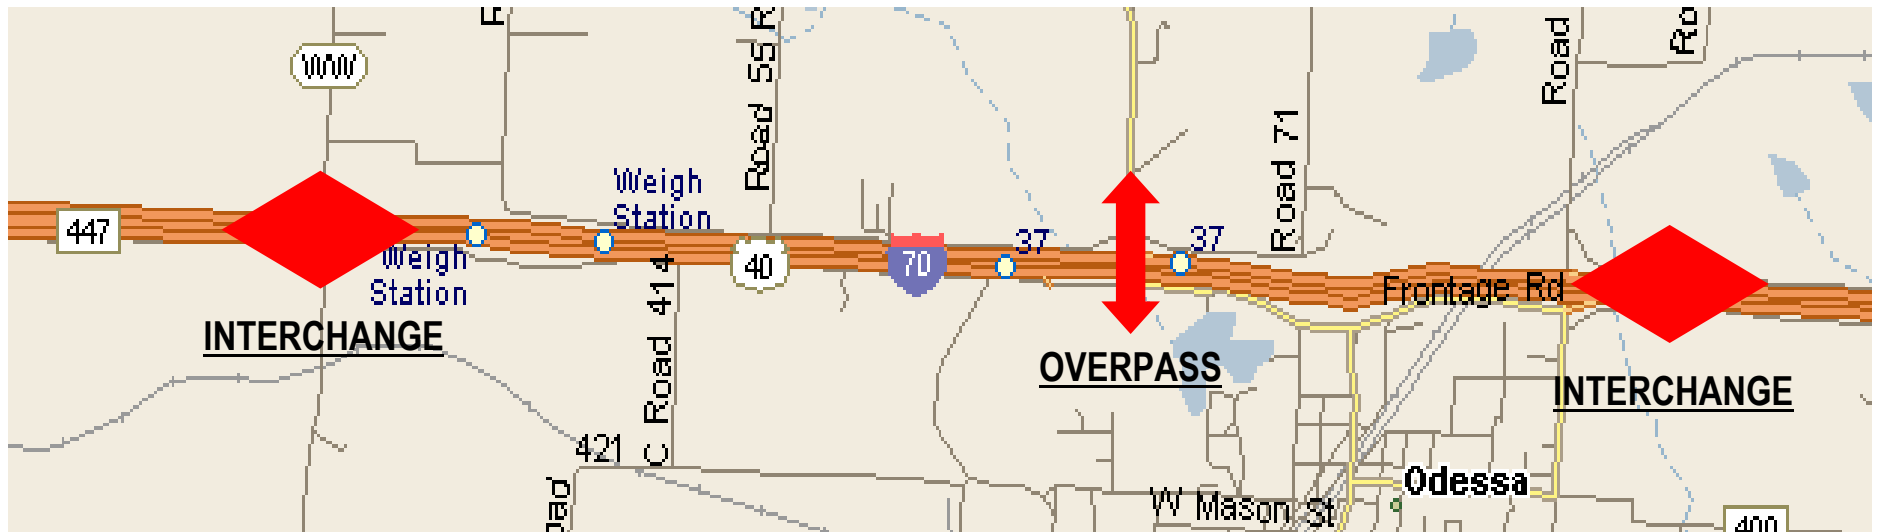 R
Road 55 R
Road
Ro
WW
Road 71
Weigh
Station
447
37
37
Weigh
Station
40
70
Frontage Rd
C Road 414
INTERCHANGE
OVERPASS
INTERCHANGE
421
Odessa
W Mason St
400